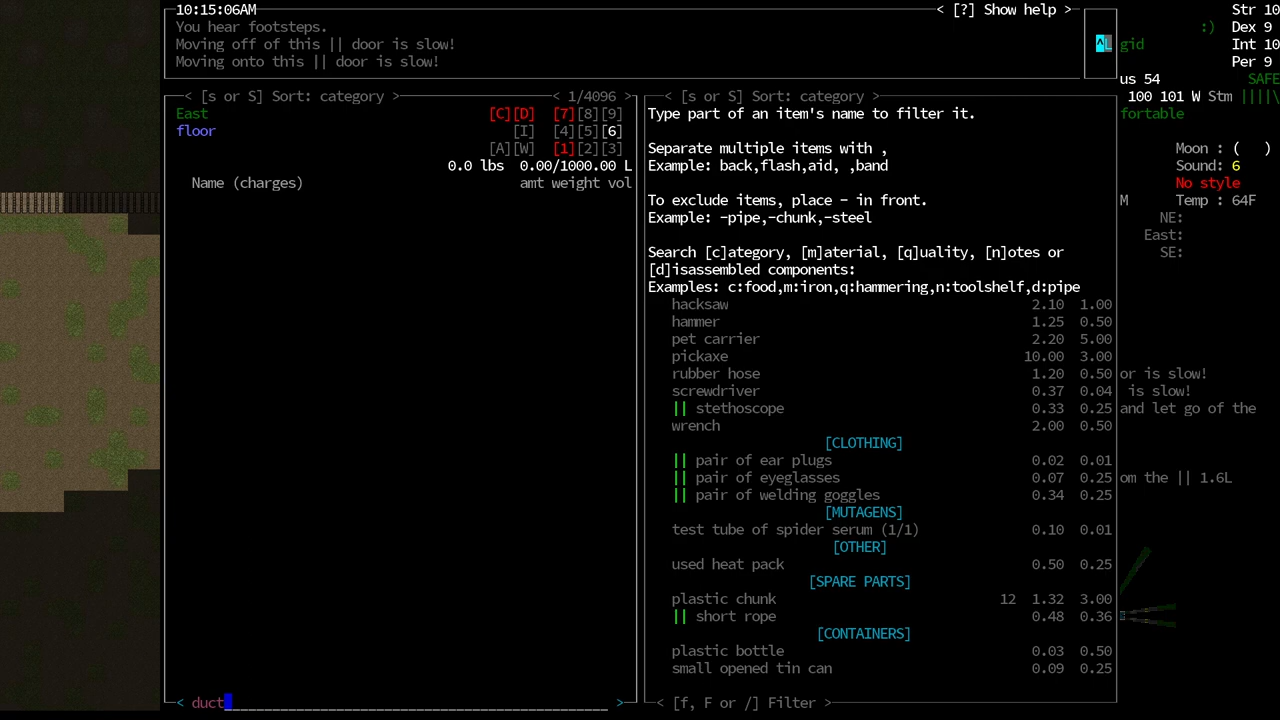 10:15:06AM
< [?] Show help >
You hear footsteps.
Moving off of this || door is slow!
Moving onto this || door is slow!
^L gid
:)
Str 10
Dex 9
Int 10
Per 9
us 54 SAFE
100 101 W Stm ||||\
fortable
Moon : ( )
Sound: 6
No style
M Temp : 64F
NE:
East:
SE:
or is slow!
is slow!
and let go of the
om the || 1.6L
< [s or S] Sort: category > < 1/4096 >
East [C][D] [7][8][9]
floor [I] [4][5][6]
[A][W] [1][2][3]
0.0 lbs 0.00/1000.00 L
Name (charges) amt weight vol
< duct >
< [s or S] Sort: category >
Type part of an item's name to filter it.
Separate multiple items with ,
Example: back,flash,aid, ,band
To exclude items, place - in front.
Example: -pipe,-chunk,-steel
Search [c]ategory, [m]aterial, [q]uality, [n]otes or
[d]isassembled components:
Examples: c:food,m:iron,q:hammering,n:toolshelf,d:pipe
hacksaw 2.10 1.00
hammer 1.25 0.50
pet carrier 2.20 5.00
pickaxe 10.00 3.00
rubber hose 1.20 0.50
screwdriver 0.37 0.04
|| stethoscope 0.33 0.25
wrench 2.00 0.50
[CLOTHING]
|| pair of ear plugs 0.02 0.01
|| pair of eyeglasses 0.07 0.25
|| pair of welding goggles 0.34 0.25
[MUTAGENS]
test tube of spider serum (1/1) 0.10 0.01
[OTHER]
used heat pack 0.50 0.25
[SPARE PARTS]
plastic chunk 12 1.32 3.00
|| short rope 0.48 0.36
[CONTAINERS]
plastic bottle 0.03 0.50
small opened tin can 0.09 0.25
< [f, F or /] Filter >